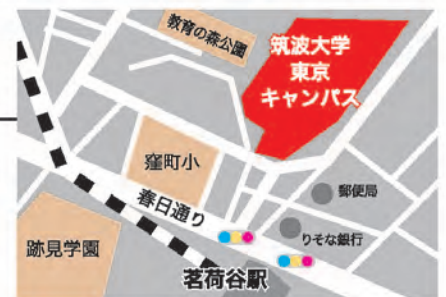 教育の森公園
筑波大学
東京
キャンパス
窪町小
春日通り
郵便局
りそな銀行
跡見学園
茗荷谷駅